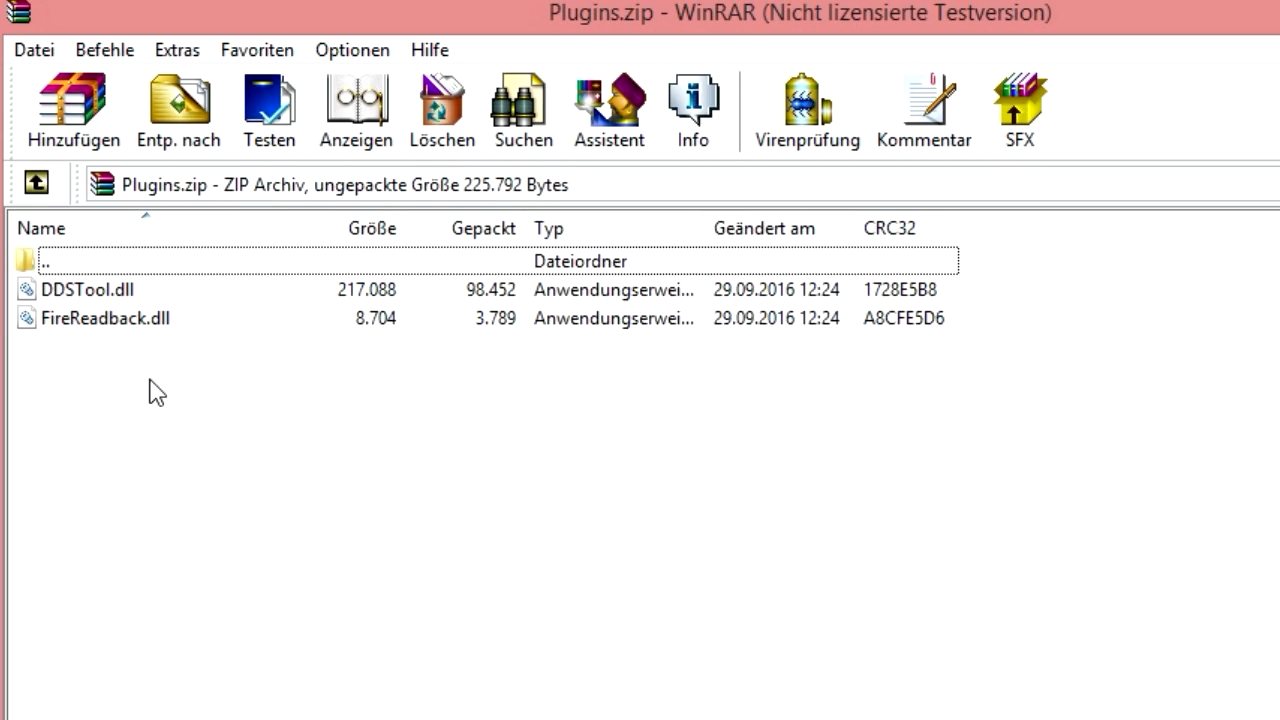 Plugins.zip - WinRAR (Nicht lizensierte Testversion)
Datei Befehle Extras Favoriten Optionen Hilfe
Hinzufügen Entp. nach Testen Anzeigen Löschen Suchen Assistent Info Virenprüfung Kommentar SFX
Plugins.zip - ZIP Archiv, ungepackte Größe 225.792 Bytes
Name Größe Gepackt Typ Geändert am CRC32
.. Dateiordner
DDSTool.dll 217.088 98.452 Anwendungserwei... 29.09.2016 12:24 1728E5B8
FireReadback.dll 8.704 3.789 Anwendungserwei... 29.09.2016 12:24 A8CFE5D6